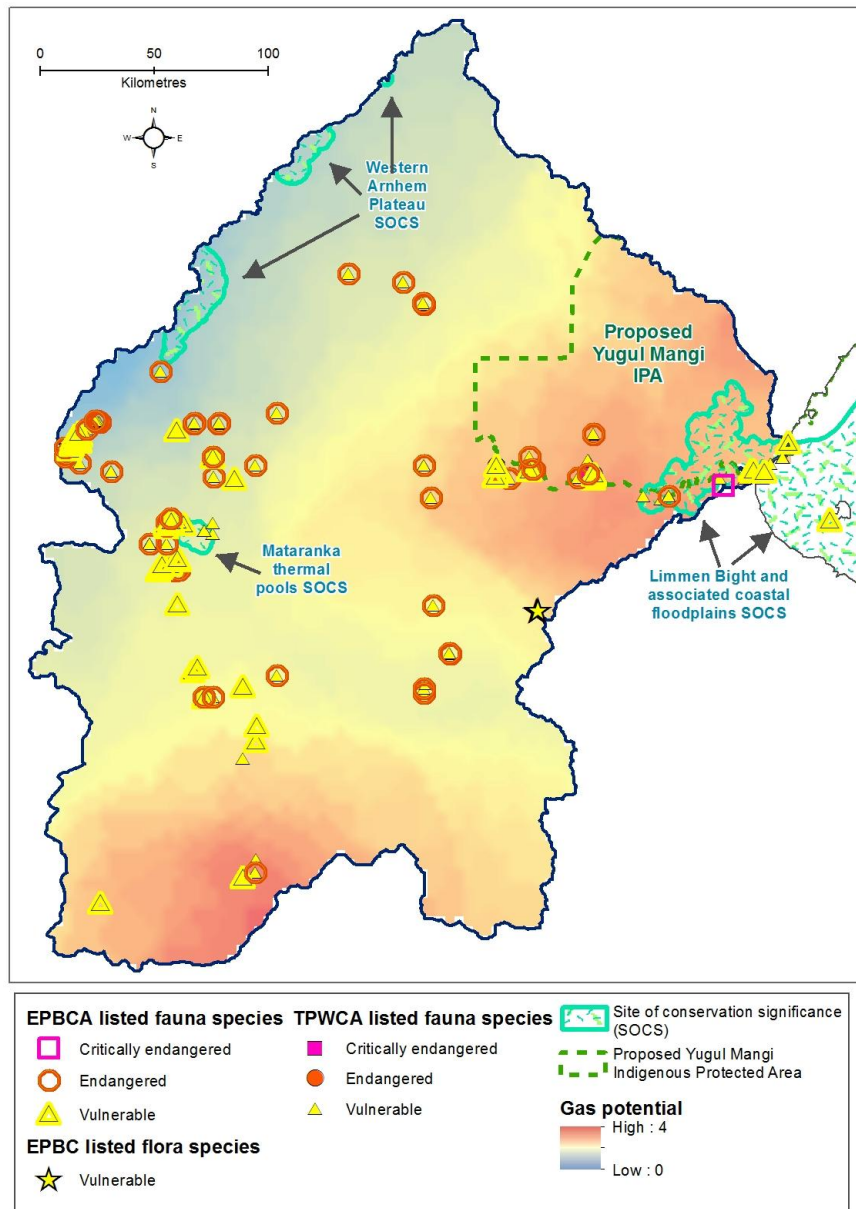 0 50 100
Kilometres
N
W E
S
Western
Arnhem
Plateau
SOCS
Proposed
Yugul Mangi
IPA
Mataranka
thermal
pools SOCS
Limmen Bight and
associated coastal
floodplains SOCS
EPBCA listed fauna species
Critically endangered
Endangered
Vulnerable
EPBC listed flora species
Vulnerable
TPWCA listed fauna species
Critically endangered
Endangered
Vulnerable
Site of conservation significance
(SOCS)
Proposed Yugul Mangi
Indigenous Protected Area
Gas potential
High : 4
Low : 0